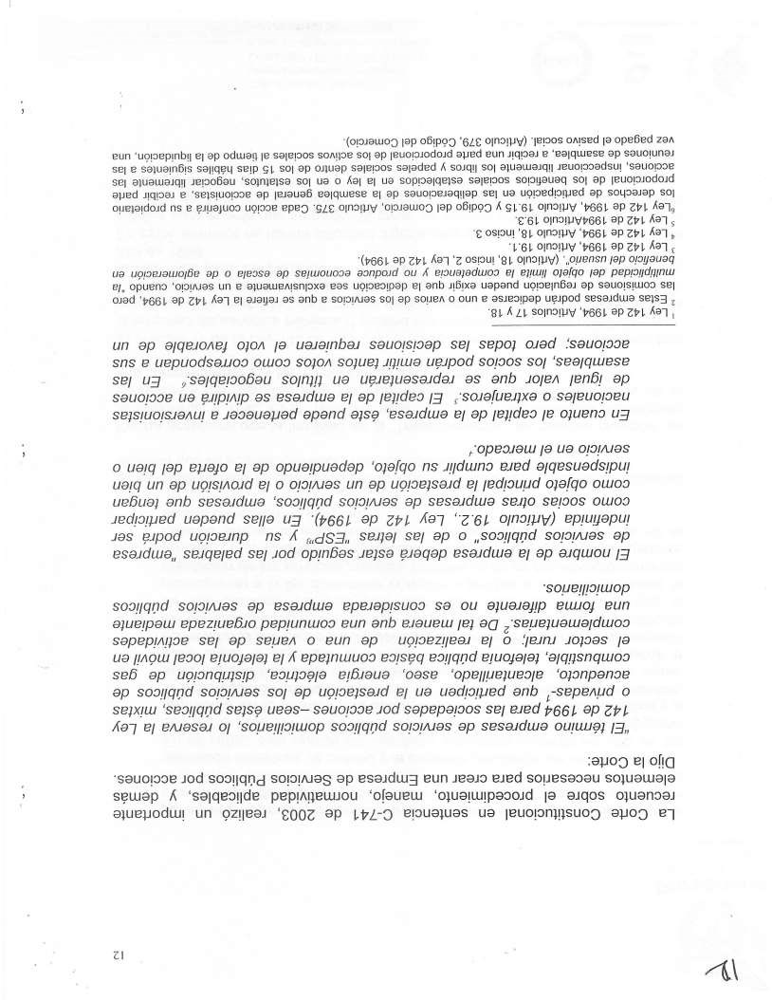 12
12
La Corte Constitucional en sentencia C-741 de 2003, realizó un importante
recuento sobre el procedimiento, manejo, normatividad aplicables, y demás
elementos necesarios para crear una Empresa de Servicios Públicos por acciones.
Dijo la Corte:
"El término empresas de servicios públicos domiciliarios, lo reserva la Ley
142 de 1994 para las sociedades por acciones –sean éstas públicas, mixtas
o privadas-¹ que participen en la prestación de los servicios públicos de
acueducto, alcantarillado, aseo, energía eléctrica, distribución de gas
combustible, telefonía pública básica conmutada y la telefonía local móvil en
el sector rural; o la realización de una o varias de las actividades
complementarias.² De tal manera que una comunidad organizada mediante
una forma diferente no es considerada empresa de servicios públicos
domiciliarios.
El nombre de la empresa deberá estar seguido por las palabras "empresa
de servicios públicos" o de las letras "ESP"³ y su duración podrá ser
indefinida (Artículo 19.2., Ley 142 de 1994). En ellas pueden participar
como socias otras empresas de servicios públicos, empresas que tengan
como objeto principal la prestación de un servicio o la provisión de un bien
indispensable para cumplir su objeto, dependiendo de la oferta del bien o
servicio en el mercado.⁴
En cuanto al capital de la empresa, éste puede pertenecer a inversionistas
nacionales o extranjeros.⁵ El capital de la empresa se dividirá en acciones
de igual valor que se representarán en títulos negociables.⁶ En las
asambleas, los socios podrán emitir tantos votos como correspondan a sus
acciones; pero todas las decisiones requieren el voto favorable de un
¹ Ley 142 de 1994, Artículos 17 y 18.
² Estas empresas podrán dedicarse a uno o varios de los servicios a que se refiere la Ley 142 de 1994, pero
las comisiones de regulación pueden exigir que la dedicación sea exclusivamente a un servicio, cuando "la
multiplicidad del objeto limita la competencia y no produce economías de escala o de aglomeración en
beneficio del usuario". (Artículo 18, inciso 2, Ley 142 de 1994).
³ Ley 142 de 1994, Artículo 19.1.
⁴ Ley 142 de 1994, Artículo 18, inciso 3.
⁵ Ley 142 de 1994Artículo 19.3.
⁶Ley 142 de 1994, Artículo 19.15 y Código del Comercio, Artículo 375. Cada acción conferirá a su propietario
los derechos de participación en las deliberaciones de la asamblea general de accionistas, a recibir parte
proporcional de los beneficios sociales establecidos en la ley o en los estatutos, negociar libremente las
acciones, inspeccionar libremente los libros y papeles sociales dentro de los 15 días hábiles siguientes a las
reuniones de asamblea, a recibir una parte proporcional de los activos sociales al tiempo de la liquidación, una
vez pagado el pasivo social. (Artículo 379, Código del Comercio).